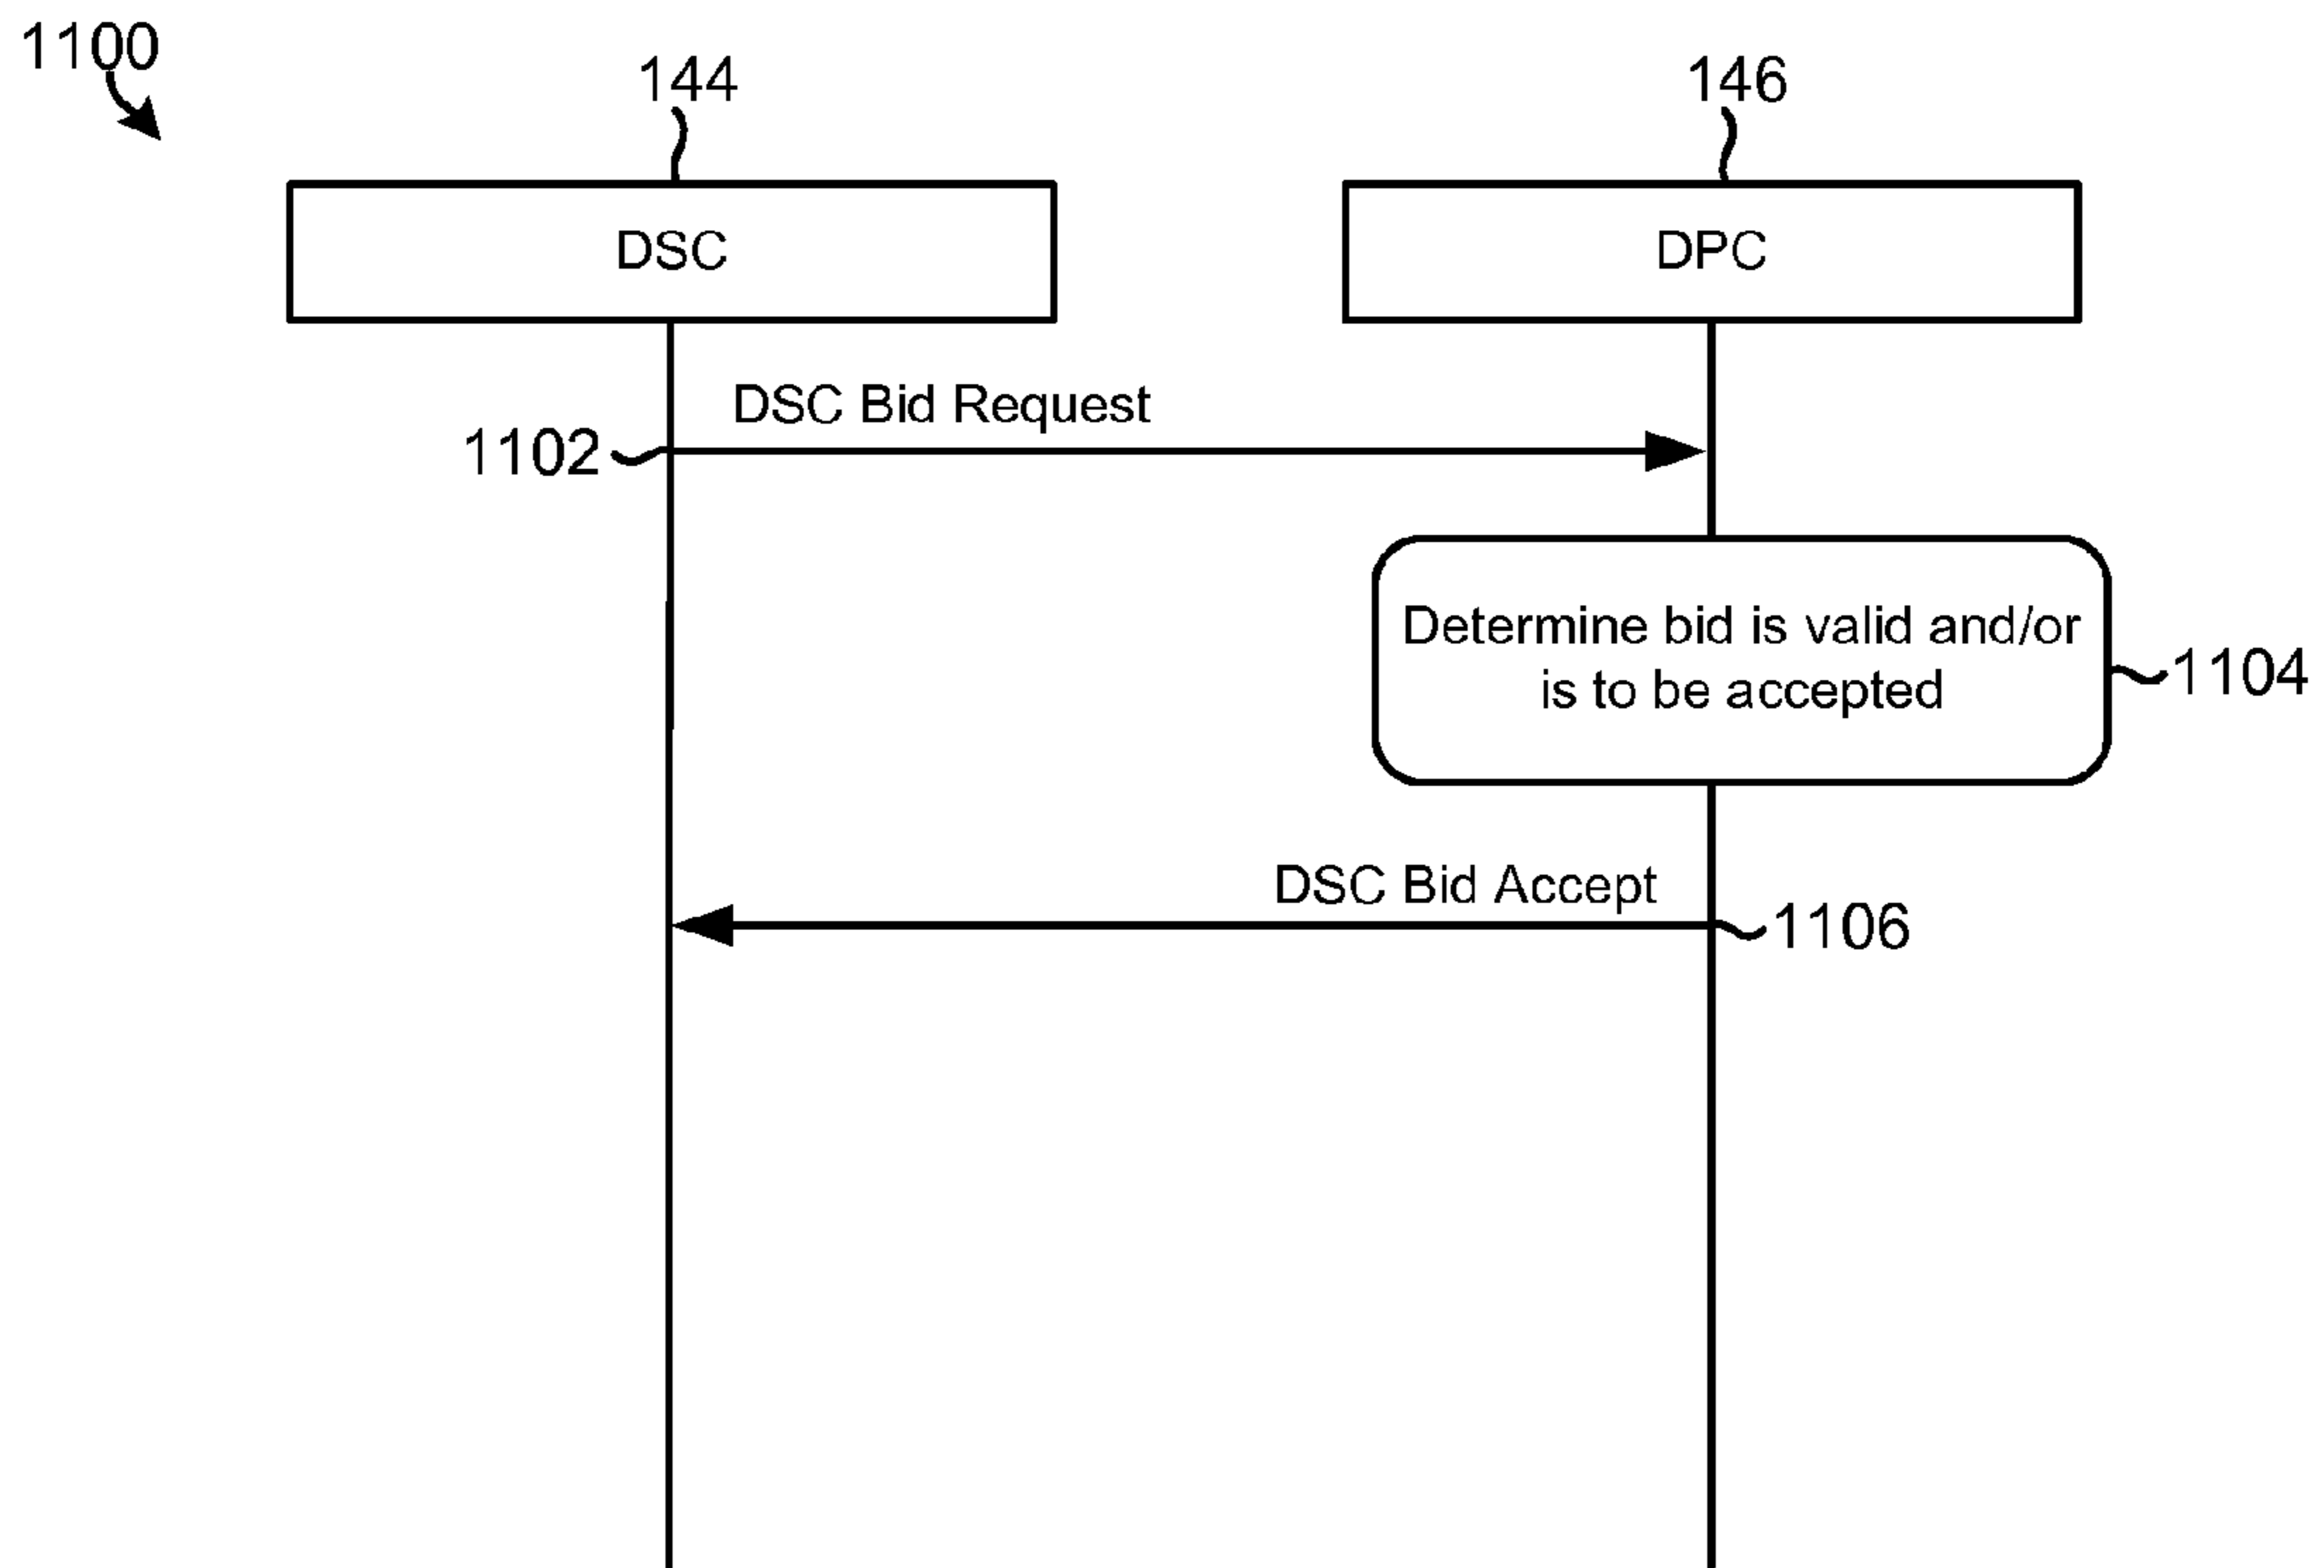 1100
144
146
DSC
DPC
DSC Bid Request
1102
Determine bid is valid and/or
is to be accepted
1104
DSC Bid Accept
1106